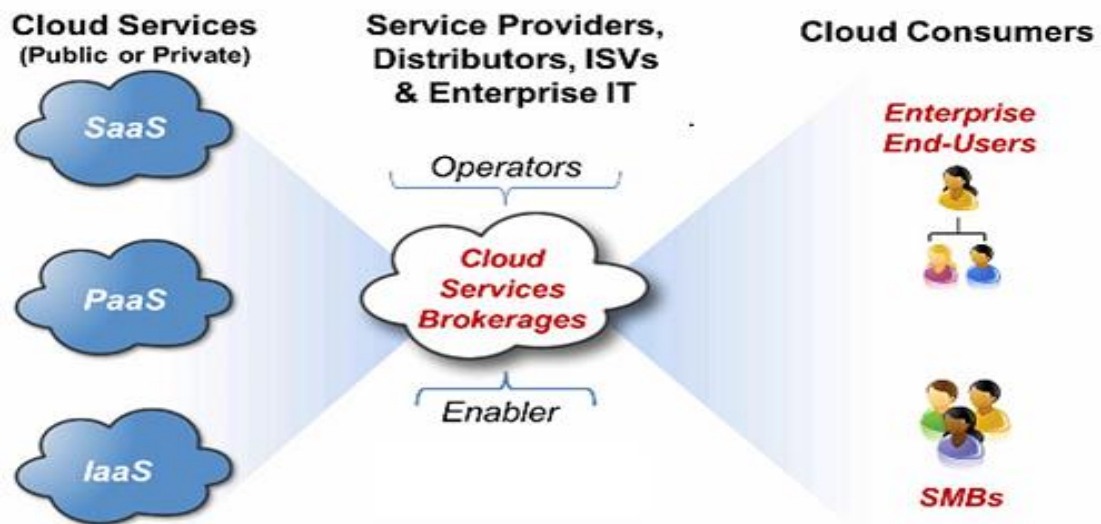 Cloud Services
(Public or Private)
SaaS
PaaS
IaaS
Service Providers,
Distributors, ISVs
& Enterprise IT
Operators
Cloud
Services
Brokerages
Enabler
Cloud Consumers
Enterprise
End-Users
SMBs